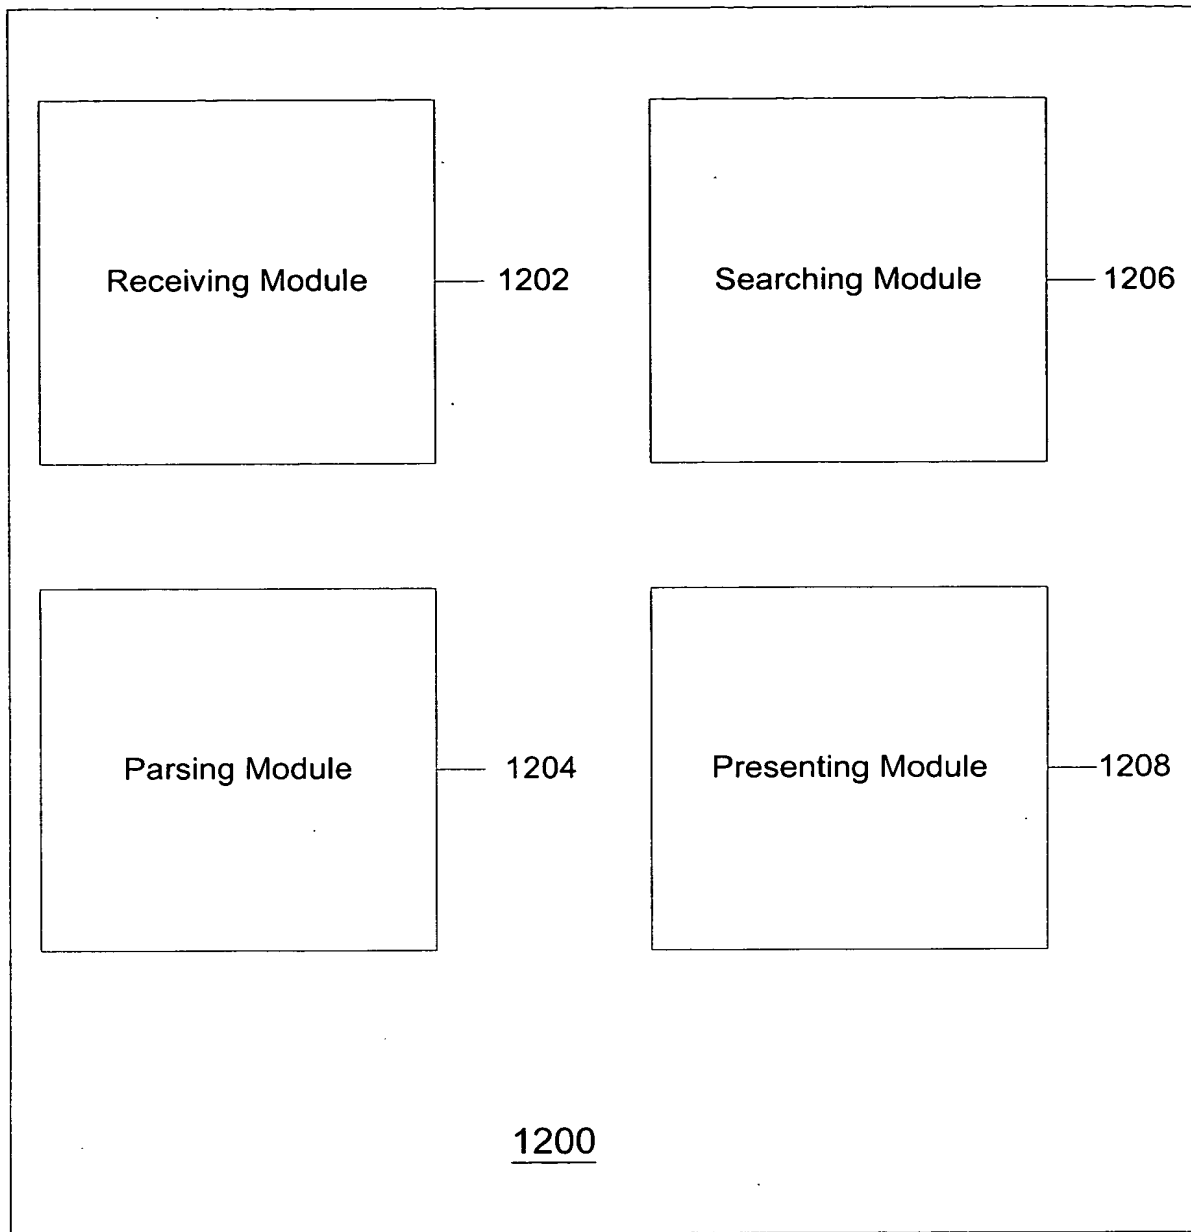 Receiving Module
1202
Searching Module
1206
Parsing Module
1204
Presenting Module
1208
1200